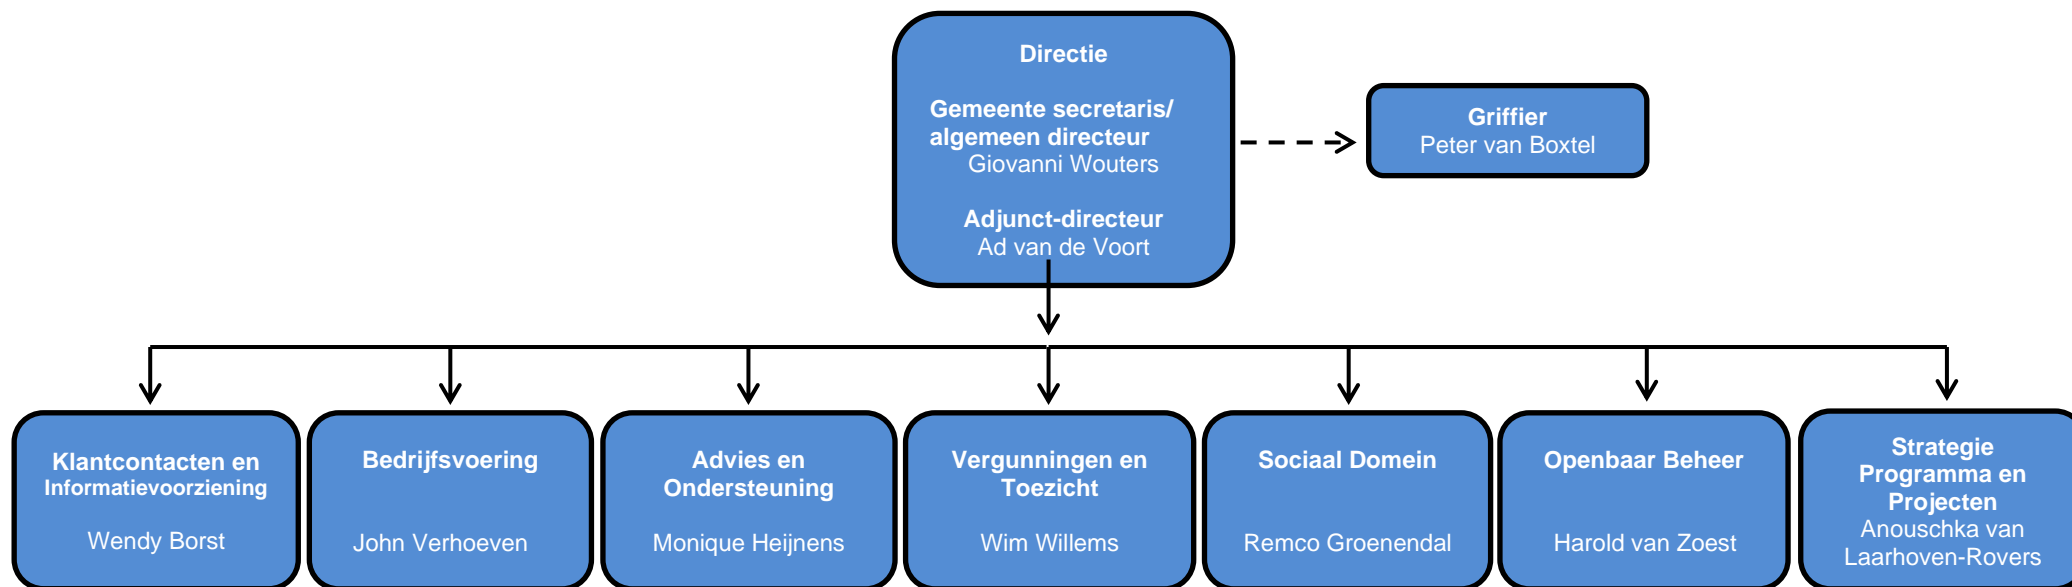 Directie
Gemeente secretaris/
algemeen directeur
Giovanni Wouters
Adjunct-directeur
Ad van de Voort
Griffier
Peter van Boxtel
Klantcontacten en
Informatievoorziening
Wendy Borst
Bedrijfsvoering
John Verhoeven
Advies en
Ondersteuning
Monique Heijnens
Vergunningen en
Toezicht
Wim Willems
Sociaal Domein
Remco Groenendal
Openbaar Beheer
Harold van Zoest
Strategie
Programma en
Projecten
Anouschka van
Laarhoven-Rovers